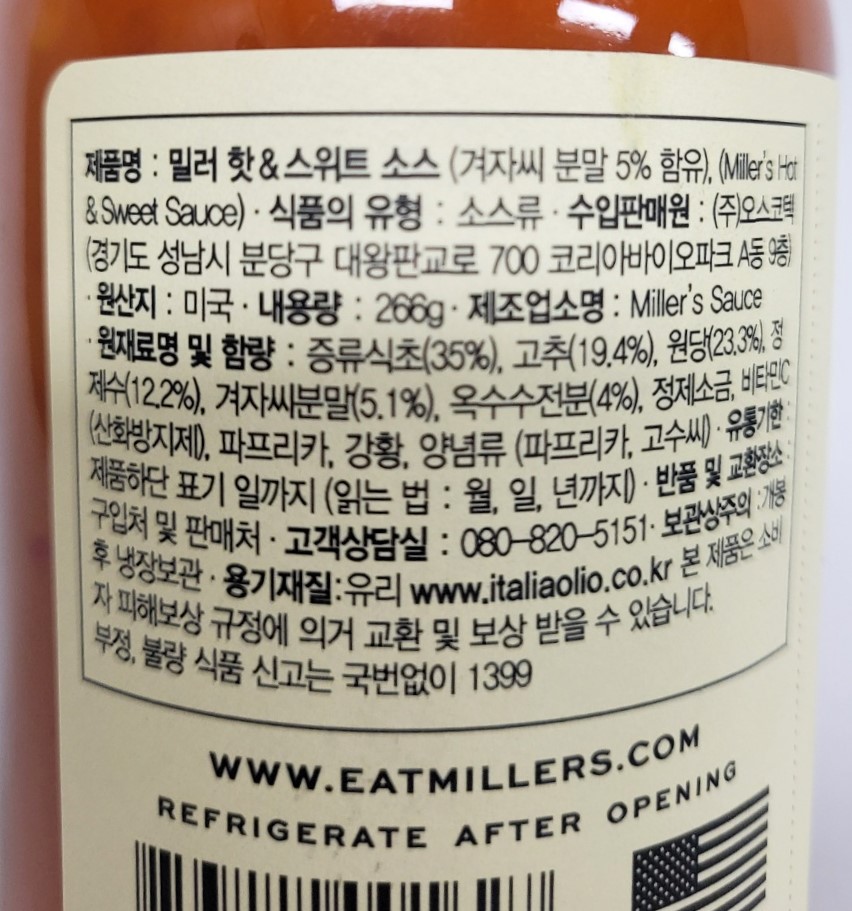 제품명 : 밀러 핫 & 스위트 소스 (겨자씨 분말 5% 함유), (Miller's Hot
& Sweet Sauce) · 식품의 유형 : 소스류 · 수입판매원 : (주)오스코텍
(경기도 성남시 분당구 대왕판교로 700 코리아바이오파크 A동 9층)
· 원산지 : 미국 · 내용량 : 266g · 제조업소명 : Miller's Sauce
· 원재료명 및 함량 : 증류식초(35%), 고추(19.4%), 원당(23.3%), 정
제수(12.2%), 겨자씨분말(5.1%), 옥수수전분(4%), 정제소금, 비타민C
(산화방지제), 파프리카, 강황, 양념류 (파프리카, 고수씨) · 유통기한 :
제품하단 표기 일까지 (읽는 법 : 월, 일, 년까지) · 반품 및 교환장소 :
구입처 및 판매처 · 고객상담실 : 080-820-5151 · 보관상주의 : 개봉
후 냉장보관 · 용기재질:유리 www.italiaolio.co.kr 본 제품은 소비
자 피해보상 규정에 의거 교환 및 보상 받을 수 있습니다.
부정, 불량 식품 신고는 국번없이 1399
WWW.EATMILLERS.COM
REFRIGERATE AFTER OPENING